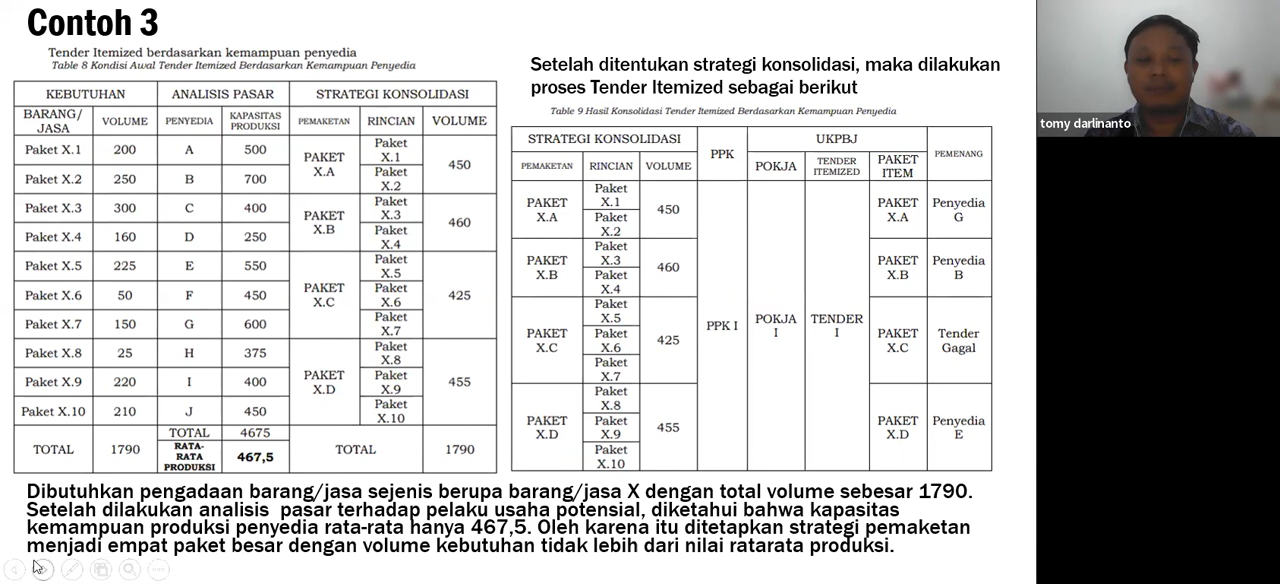 Contoh 3
Tender Itemized berdasarkan kemampuan penyedia
Table 8 Kondisi Awal Tender Itemized Berdasarkan Kemampuan Penyedia
KEBUTUHAN ANALISIS PASAR STRATEGI KONSOLIDASI
BARANG/ JASA VOLUME PENYEDIA KAPASITAS PRODUKSI PEMAKETAN RINCIAN VOLUME
Paket X.1 200 A 500 PAKET X.A Paket X.1 450
Paket X.2 250 B 700 Paket X.2
Paket X.3 300 C 400 PAKET X.B Paket X.3 460
Paket X.4 160 D 250 Paket X.4
Paket X.5 225 E 550 PAKET X.C Paket X.5 425
Paket X.6 50 F 450 Paket X.6
Paket X.7 150 G 600 Paket X.7
Paket X.8 25 H 375 PAKET X.D Paket X.8 455
Paket X.9 220 I 400 Paket X.9
Paket X.10 210 J 450 Paket X.10
TOTAL 1790 TOTAL 4675 TOTAL 1790
RATA-RATA PRODUKSI 467,5
Setelah ditentukan strategi konsolidasi, maka dilakukan
proses Tender Itemized sebagai berikut
Table 9 Hasil Konsolidasi Tender Itemized Berdasarkan Kemampuan Penyedia
STRATEGI KONSOLIDASI PPK UKPBJ PEMENANG
PEMAKETAN RINCIAN VOLUME POKJA TENDER ITEMIZED PAKET ITEM
PAKET X.A Paket X.1 450 PPK I POKJA I TENDER I PAKET X.A Penyedia G
Paket X.2
PAKET X.B Paket X.3 460 PAKET X.B Penyedia B
Paket X.4
PAKET X.C Paket X.5 425 PAKET X.C Tender Gagal
Paket X.6
Paket X.7
PAKET X.D Paket X.8 455 PAKET X.D Penyedia E
Paket X.9
Paket X.10
Dibutuhkan pengadaan barang/jasa sejenis berupa barang/jasa X dengan total volume sebesar 1790.
Setelah dilakukan analisis pasar terhadap pelaku usaha potensial, diketahui bahwa kapasitas
kemampuan produksi penyedia rata-rata hanya 467,5. Oleh karena itu ditetapkan strategi pemaketan
menjadi empat paket besar dengan volume kebutuhan tidak lebih dari nilai ratarata produksi.
tomy darlinanto